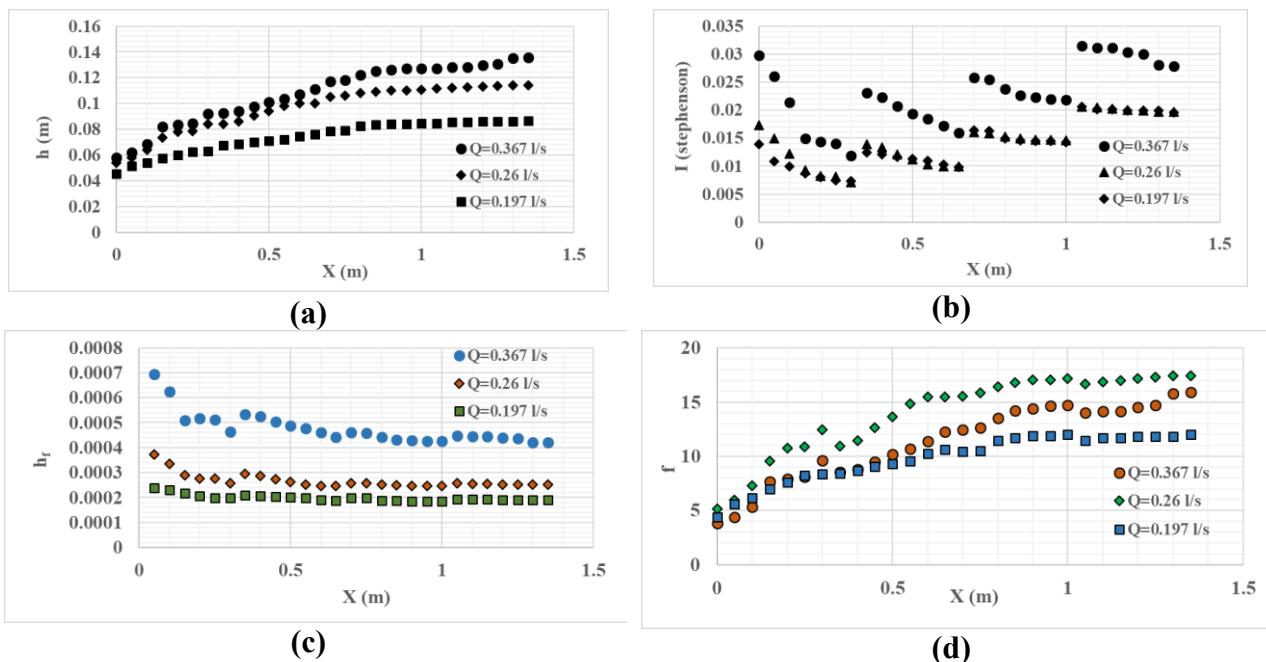 0.16
0.14
0.12
0.1
0.08
0.06
0.04
0.02
0
h (m)
Q=0.367 l/s
Q=0.26 l/s
Q=0.197 l/s
0 0.5 1 1.5
X (m)
(a)
0.035
0.03
0.025
0.02
0.015
0.01
0.005
0
I (stephenson)
Q=0.367 l/s
Q=0.26 l/s
Q=0.197 l/s
0 0.5 1 1.5
X (m)
(b)
0.0008
0.0007
0.0006
0.0005
0.0004
0.0003
0.0002
0.0001
0
hf
Q=0.367 l/s
Q=0.26 l/s
Q=0.197 l/s
0 0.5 1 1.5
X (m)
(c)
20
15
10
5
0
f
Q=0.367 l/s
Q=0.26 l/s
Q=0.197 l/s
0 0.5 1 1.5
X (m)
(d)